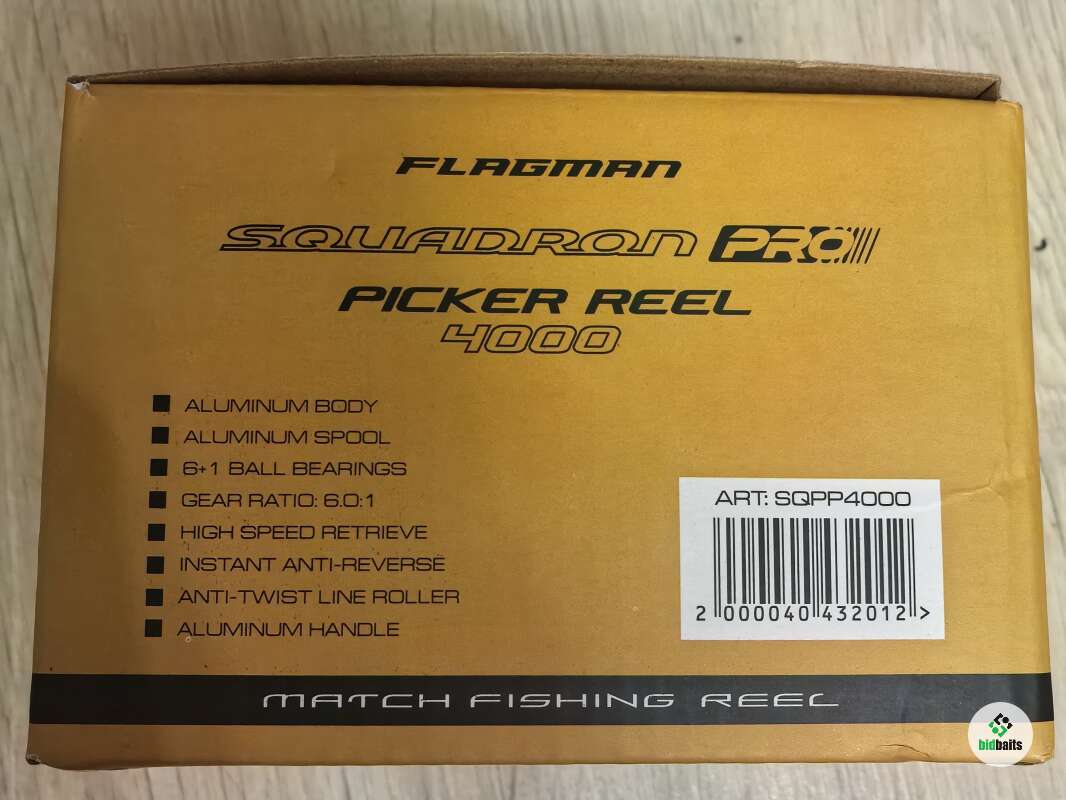 FLAGMAN
SQUADRON PRO
PICKER REEL
4000
ALUMINUM BODY
ALUMINUM SPOOL
6+1 BALL BEARINGS
GEAR RATIO: 6.0:1
HIGH SPEED RETRIEVE
INSTANT ANTI-REVERSE
ANTI-TWIST LINE ROLLER
ALUMINUM HANDLE
ART: SQPP4000
2 000040 432012 >
MATCH FISHING REEL
bidbaits